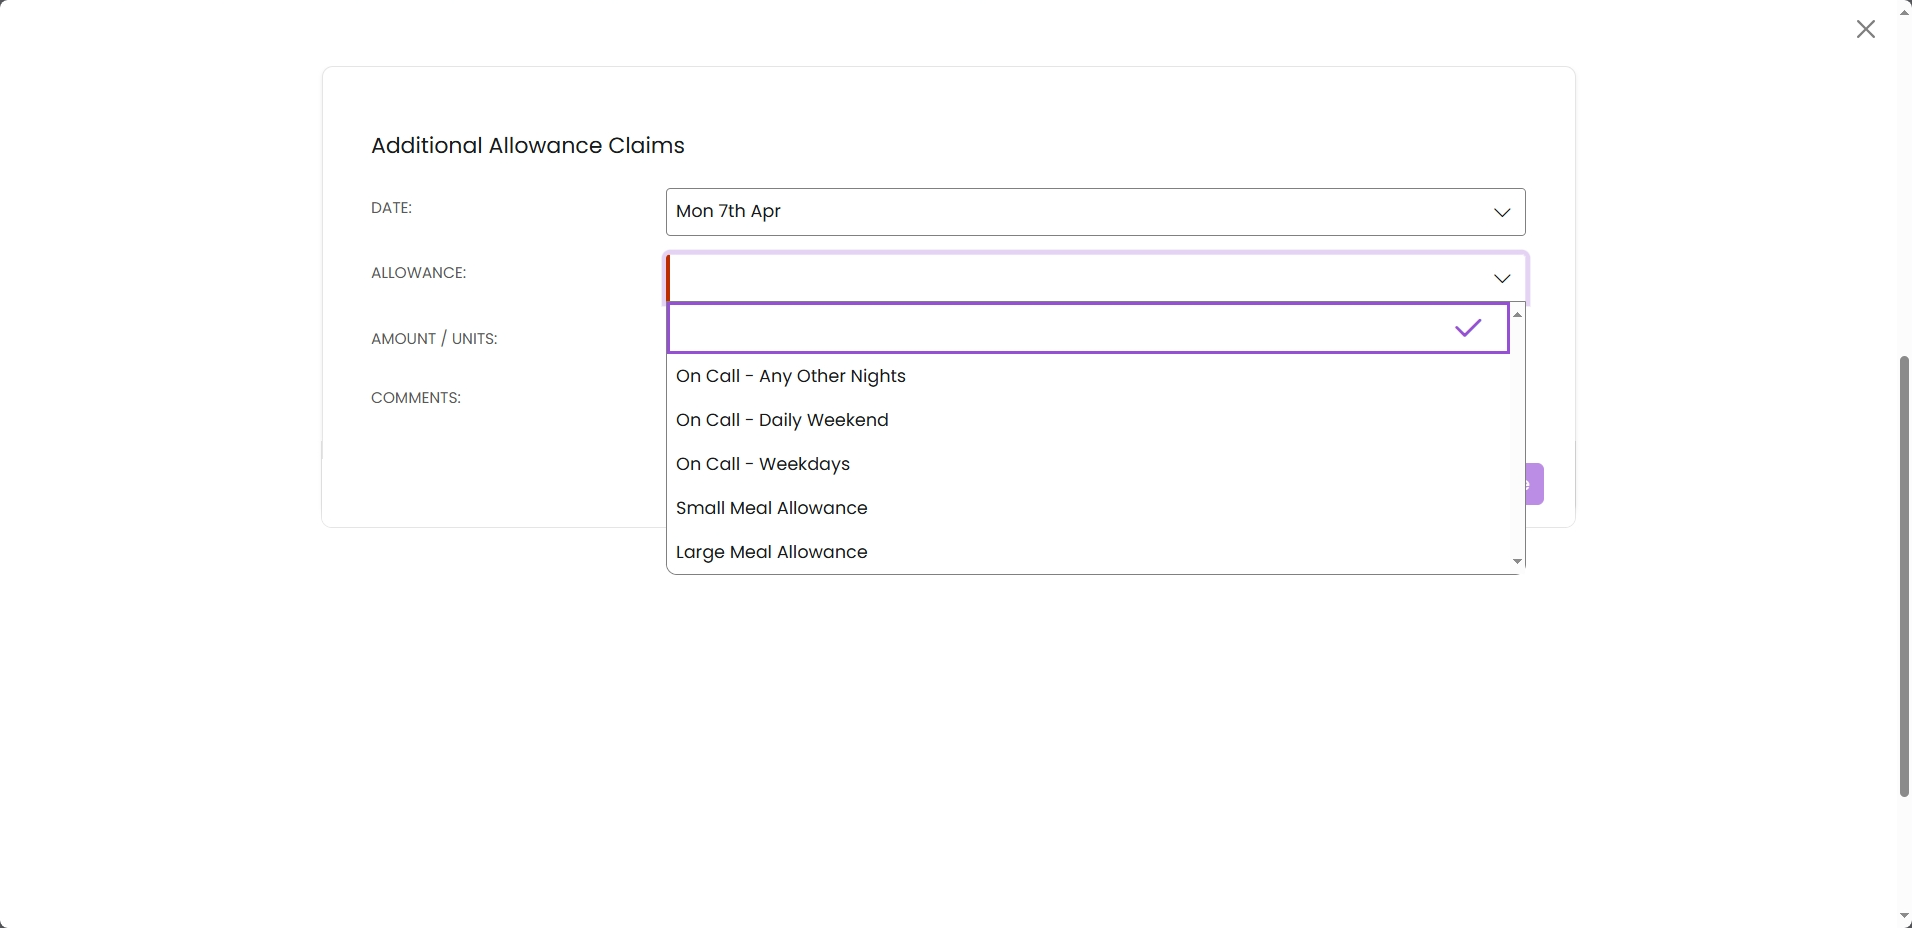 Additional Allowance Claims
DATE:
Mon 7th Apr
ALLOWANCE:
AMOUNT / UNITS:
On Call - Any Other Nights
COMMENTS:
On Call - Daily Weekend
On Call - Weekdays
Small Meal Allowance
Large Meal Allowance